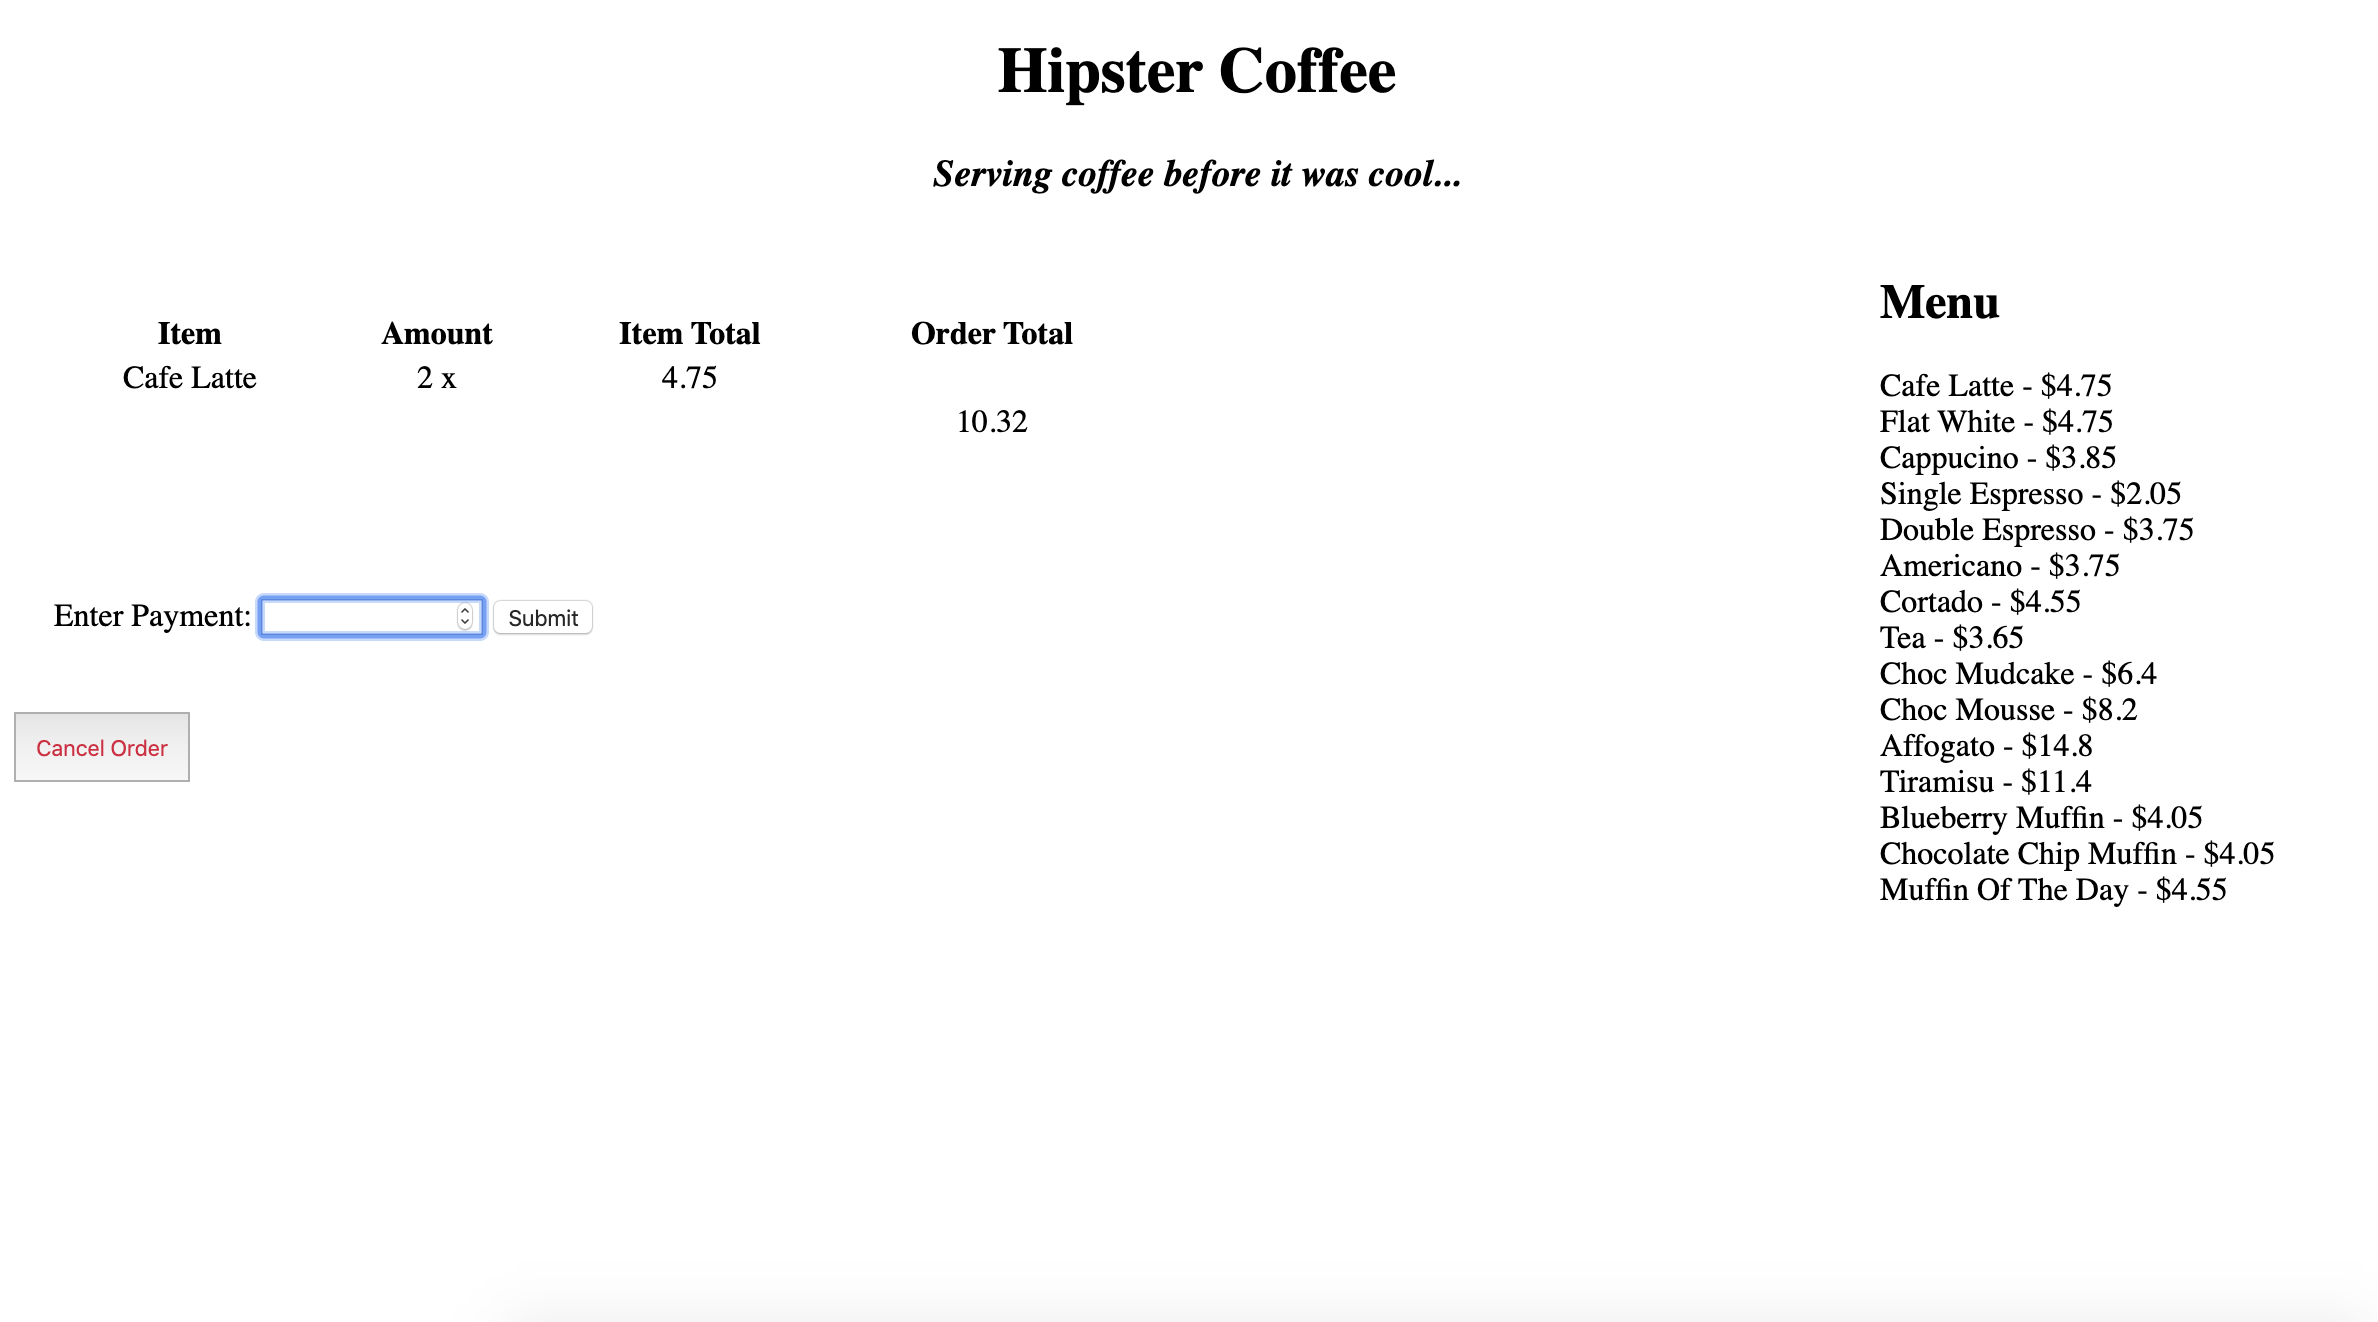 Hipster Coffee
Serving coffee before it was cool...
Item Amount Item Total Order Total
Cafe Latte 2 x 4.75
10.32
Enter Payment: Submit
Cancel Order
Menu
Cafe Latte - $4.75
Flat White - $4.75
Cappucino - $3.85
Single Espresso - $2.05
Double Espresso - $3.75
Americano - $3.75
Cortado - $4.55
Tea - $3.65
Choc Mudcake - $6.4
Choc Mousse - $8.2
Affogato - $14.8
Tiramisu - $11.4
Blueberry Muffin - $4.05
Chocolate Chip Muffin - $4.05
Muffin Of The Day - $4.55